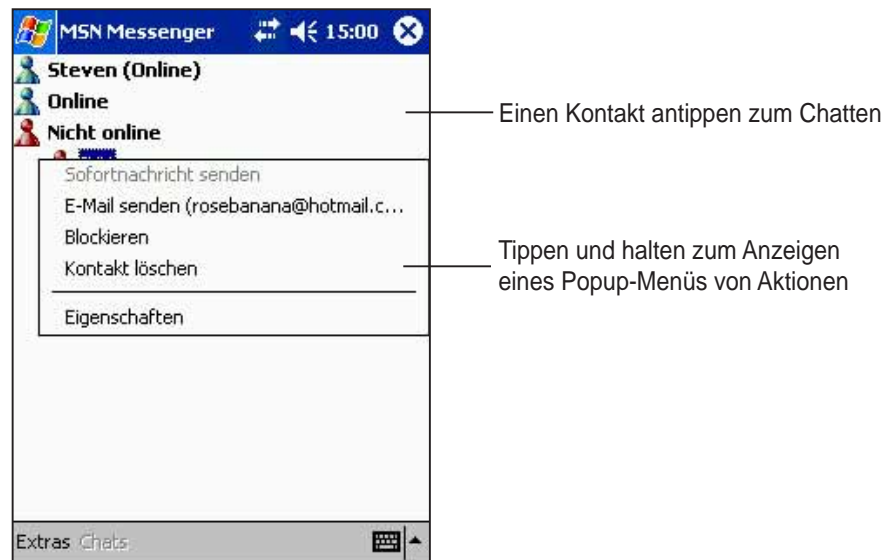 MSN Messenger 15:00
Steven (Online)
Online
Einen Kontakt antippen zum Chatten
Nicht online
Sofortnachricht senden
E-Mail senden (rosebanana@hotmail.c...
Blockieren
Kontakt löschen
Tippen und halten zum Anzeigen
eines Popup-Menüs von Aktionen
Eigenschaften
Extras Chats